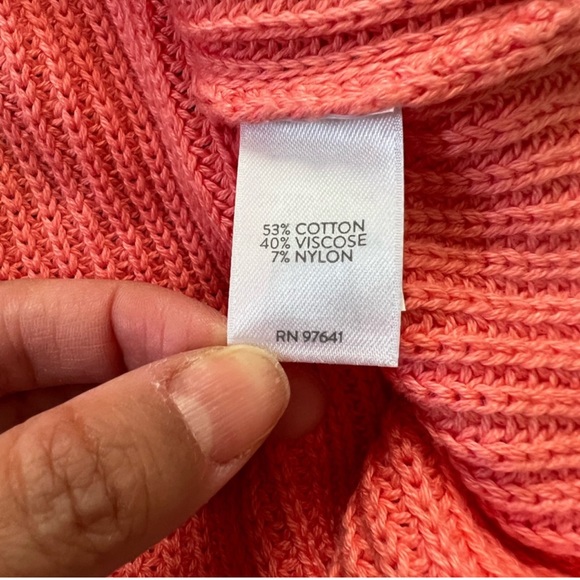 53% COTTON
40% VISCOSE
7% NYLON
RN 97641